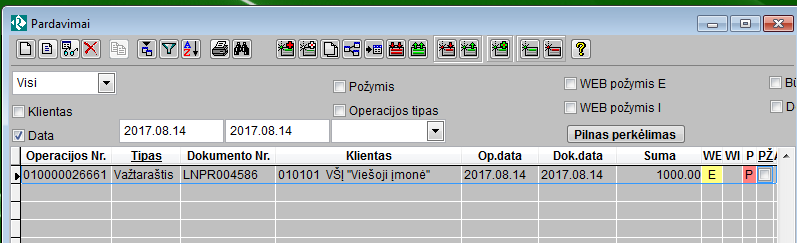 Pardavimai
Visi
Požymis
WEB požymis E
Klientas
Operacijos tipas
WEB požymis I
D
Data
2017.08.14
2017.08.14
Pilnas perkėlimas
Operacijos Nr. Tipas Dokumento Nr. Klientas Op.data Dok.data Suma WE WI P PŽ
010000026661 Važtaraštis LNPR004586 010101 VŠĮ "Viešoji įmonė" 2017.08.14 2017.08.14 1000.00 E P